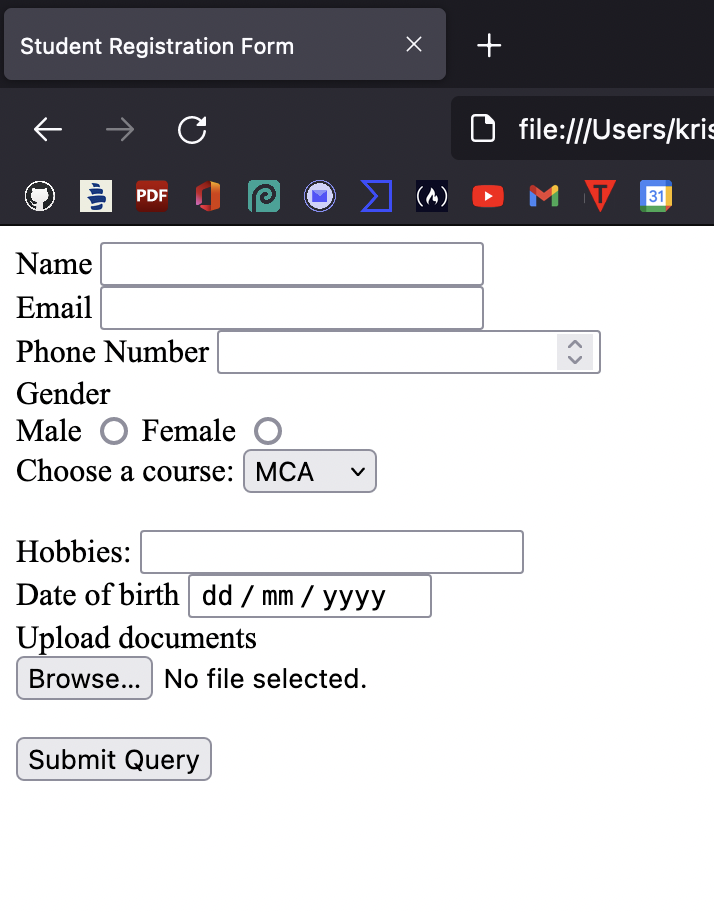 Student Registration Form
file:///Users/kris
PDF
31
Name
Email
Phone Number
Gender
Male Female
Choose a course: MCA
Hobbies:
Date of birth dd / mm / yyyy
Upload documents
Browse... No file selected.
Submit Query